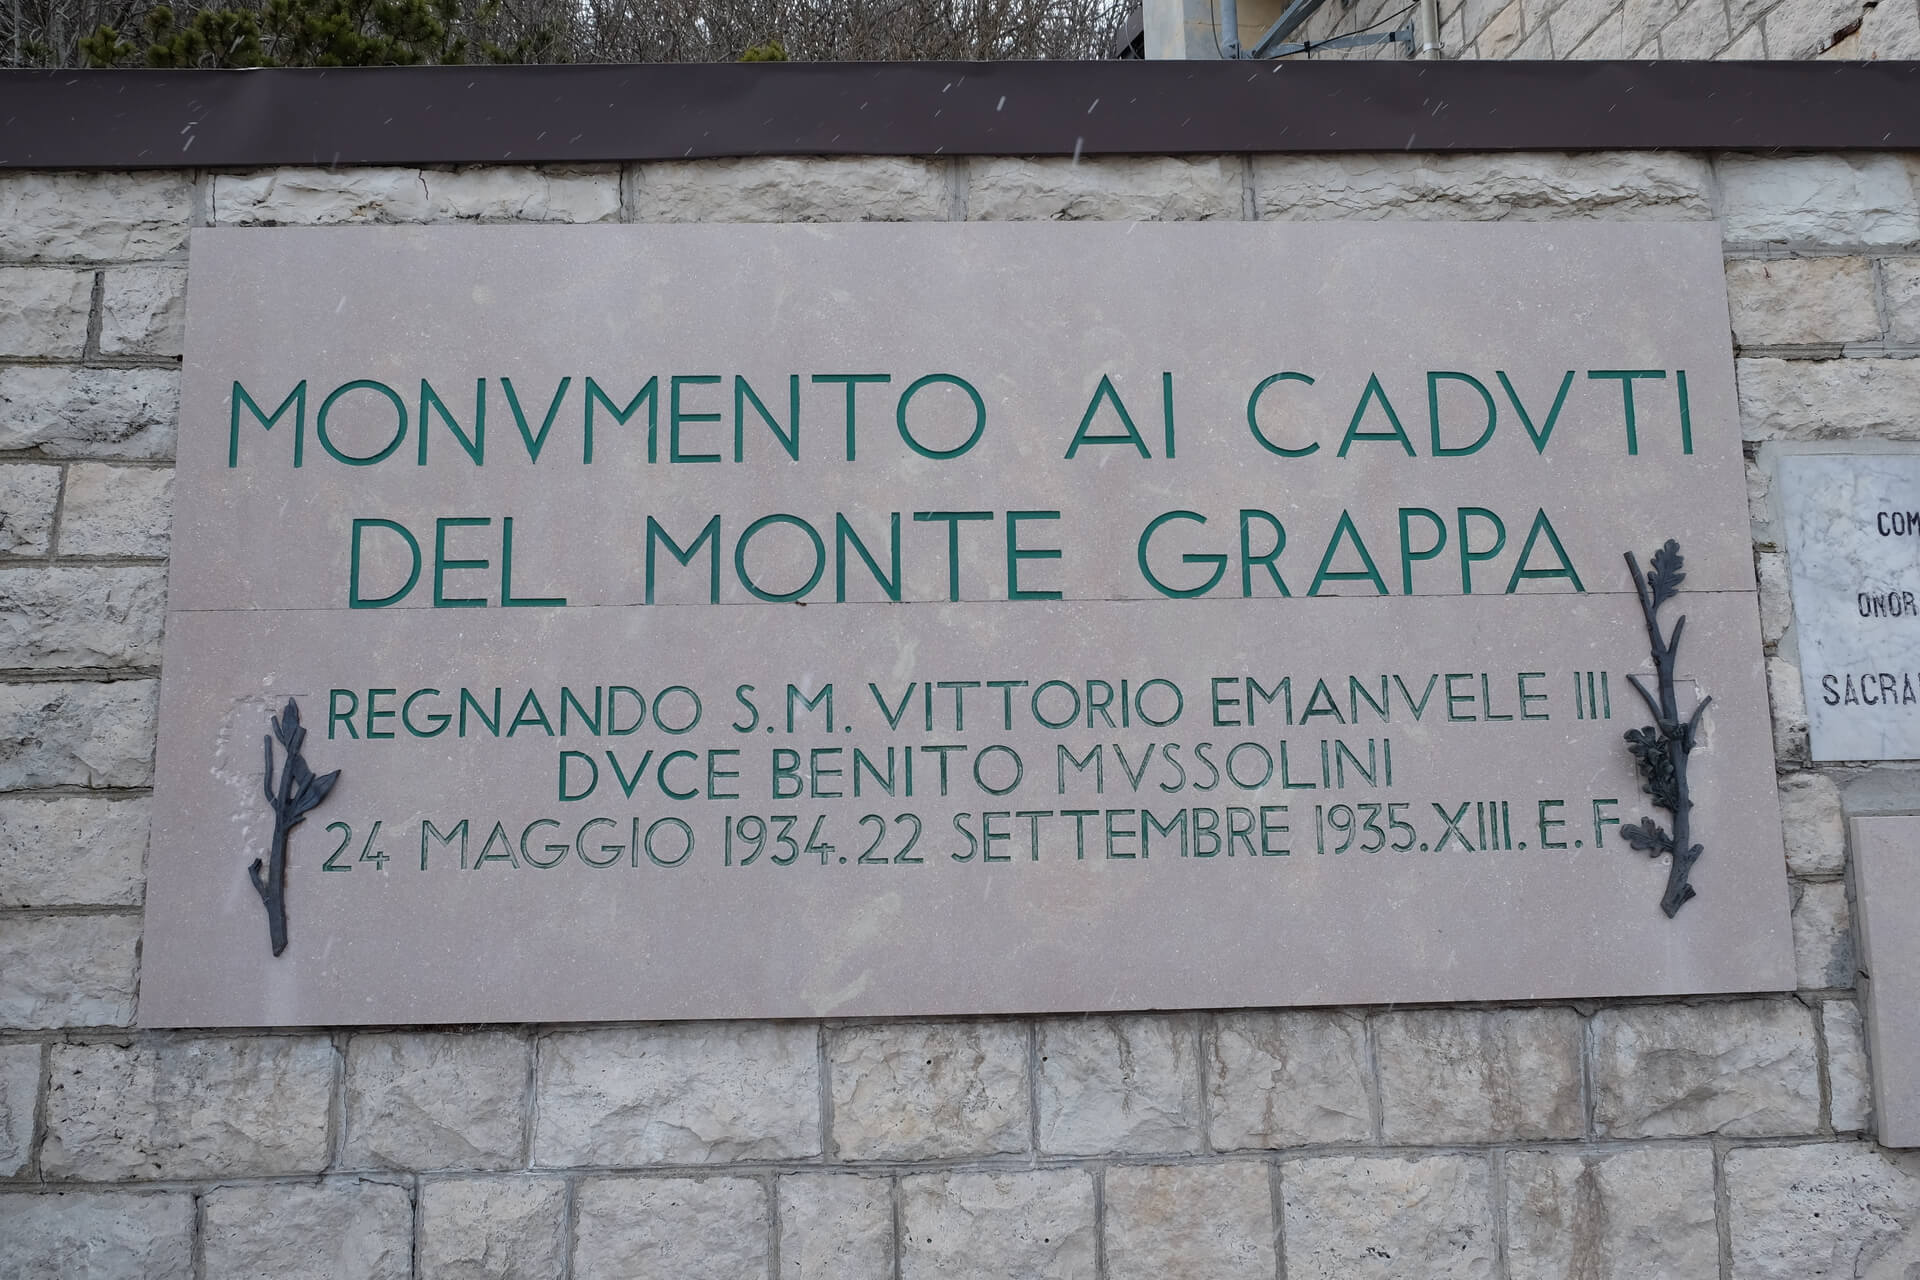 MONVMENTO AI CADVTI
DEL MONTE GRAPPA
REGNANDO S.M. VITTORIO EMANVELE III
DVCE BENITO MVSSOLINI
24 MAGGIO 1934.22 SETTEMBRE 1935.XIII.E.F